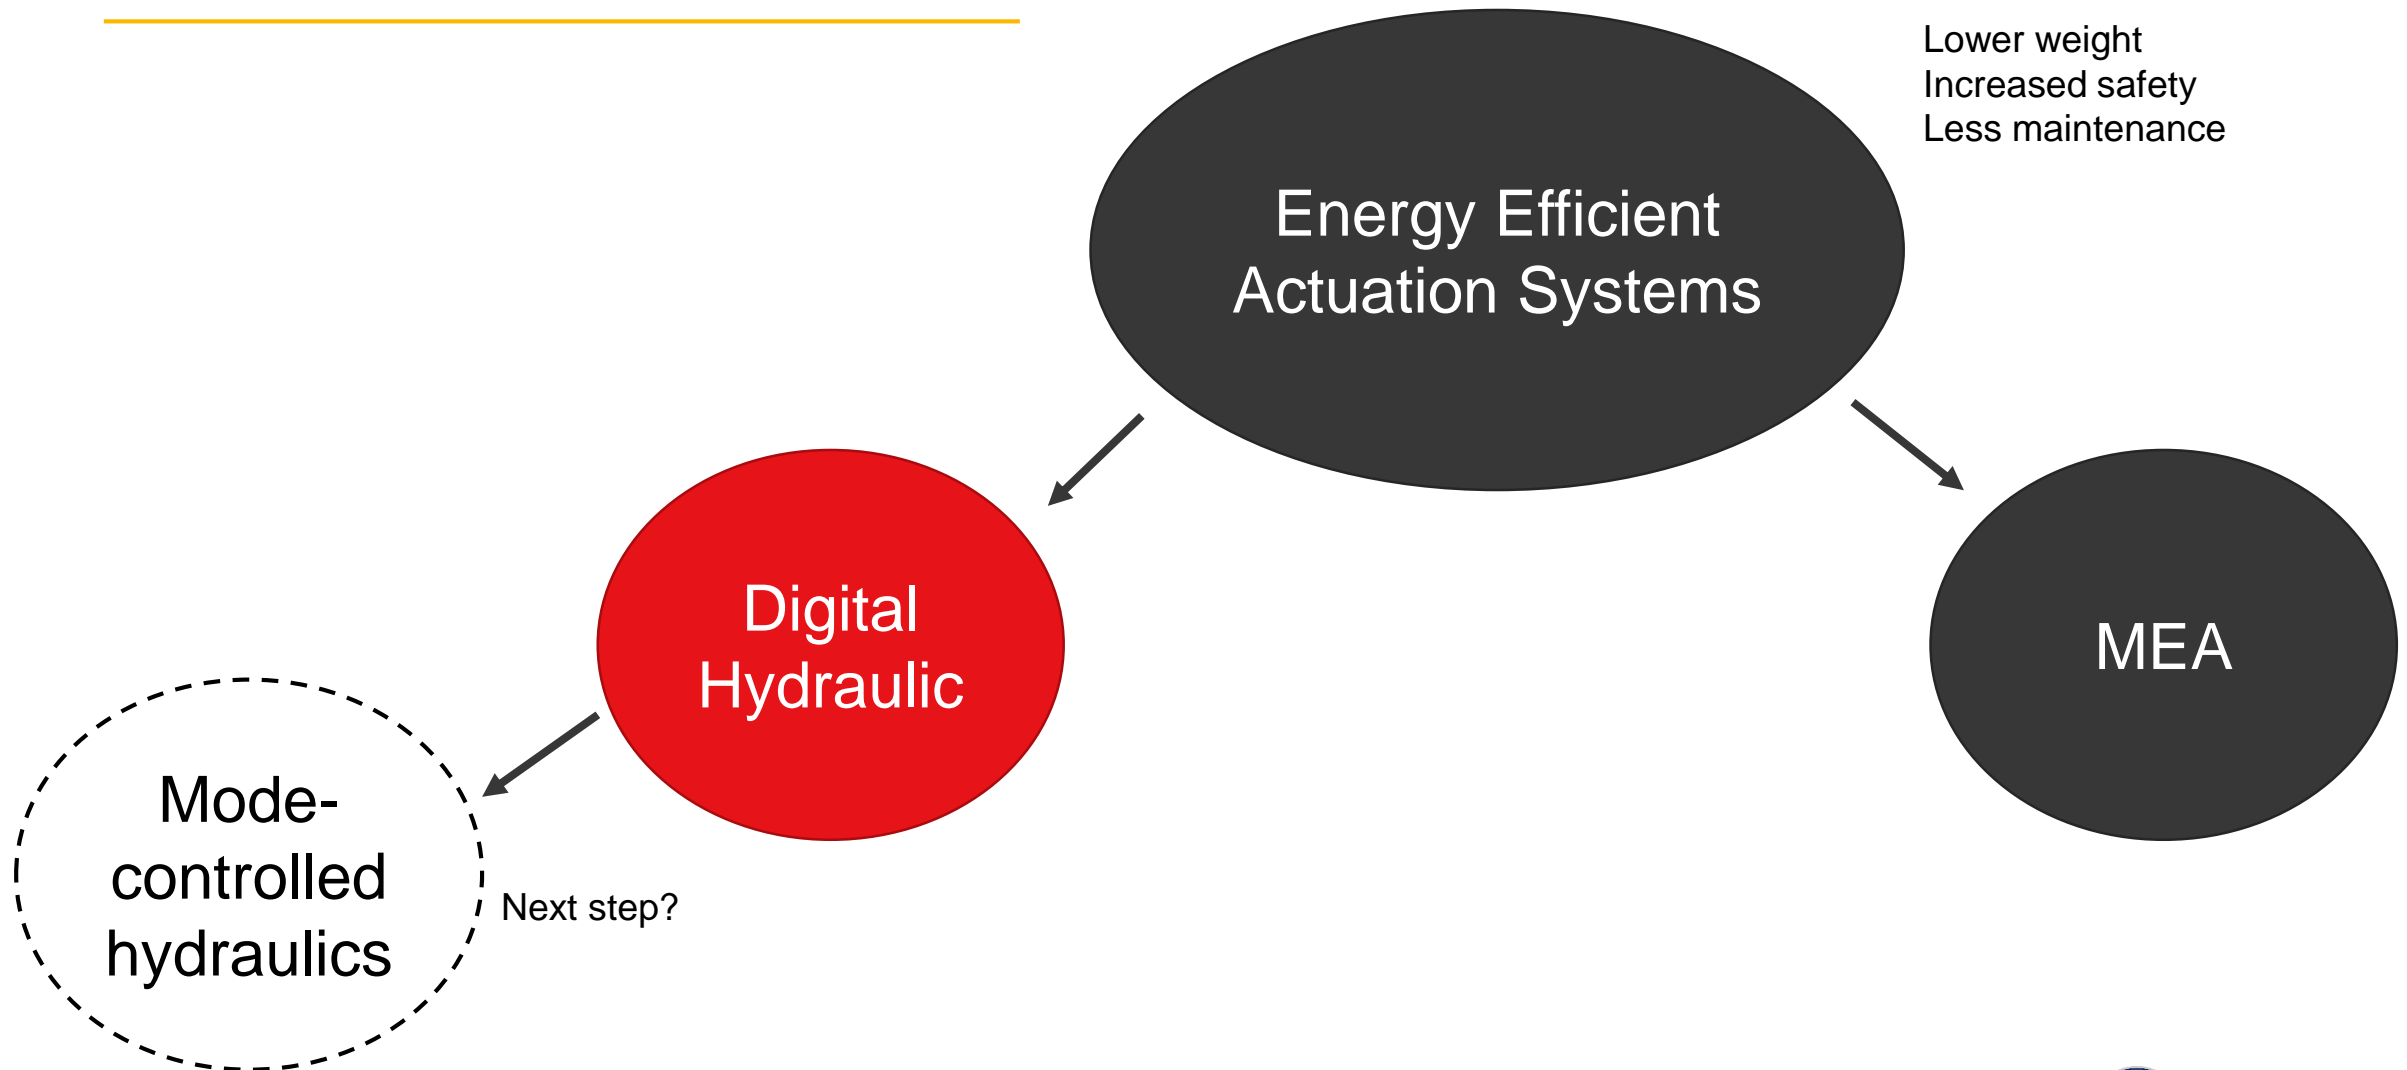 Lower weight
Increased safety
Less maintenance
Energy Efficient
Actuation Systems
Digital
Hydraulic
MEA
Mode-
controlled
hydraulics
Next step?